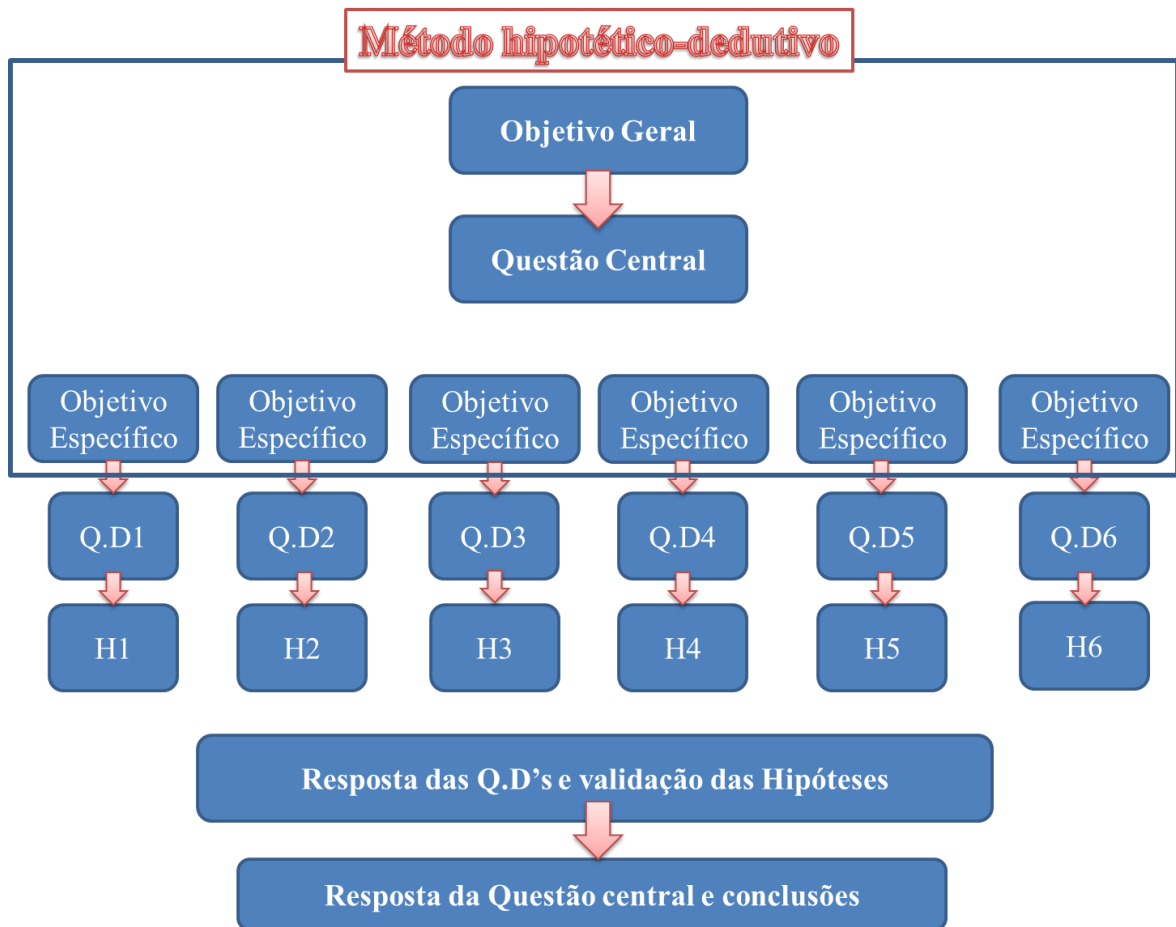 Método hipotético-dedutivo
Objetivo Geral
Questão Central
Objetivo
Específico
Objetivo
Específico
Objetivo
Específico
Objetivo
Específico
Objetivo
Específico
Objetivo
Específico
Q.D1
Q.D2
Q.D3
Q.D4
Q.D5
Q.D6
H1
H2
H3
H4
H5
H6
Resposta das Q.D’s e validação das Hipóteses
Resposta da Questão central e conclusões